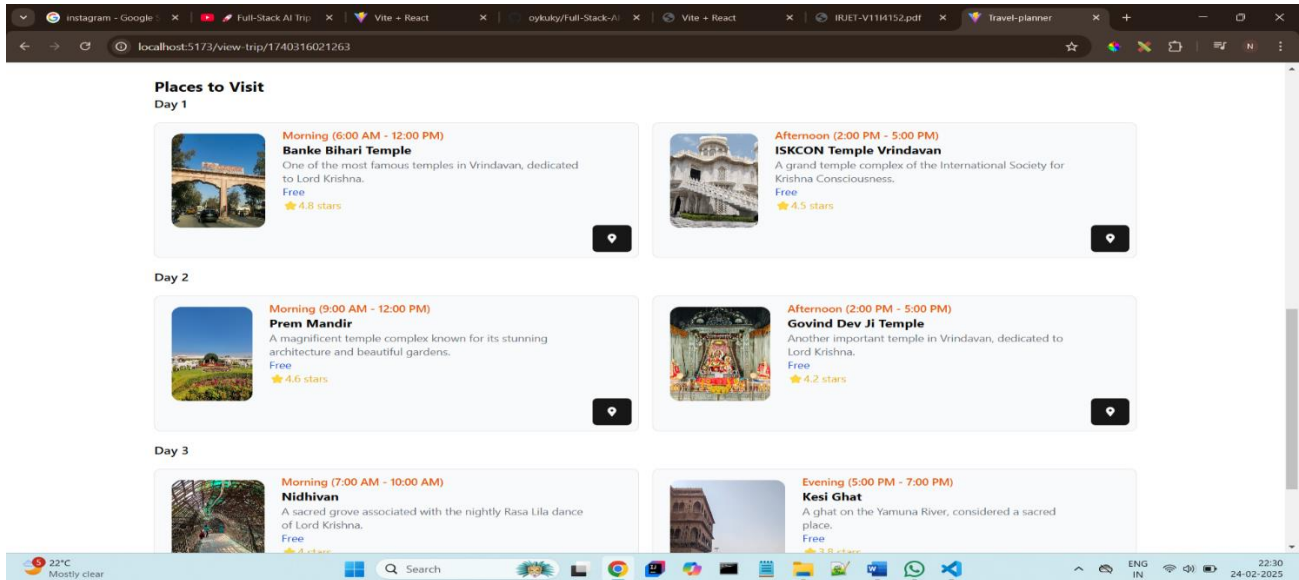 instagram - Google S
Full-Stack AI Trip
Vite + React
oykuky/Full-Stack-AI
Vite + React
IRJET-V11I4152.pdf
Travel-planner
localhost:5173/view-trip/1740316021263
N
Places to Visit
Day 1
Morning (6:00 AM - 12:00 PM)
Banke Bihari Temple
One of the most famous temples in Vrindavan, dedicated
to Lord Krishna.
Free
4.8 stars
Afternoon (2:00 PM - 5:00 PM)
ISKCON Temple Vrindavan
A grand temple complex of the International Society for
Krishna Consciousness.
Free
4.5 stars
Day 2
Morning (9:00 AM - 12:00 PM)
Prem Mandir
A magnificent temple complex known for its stunning
architecture and beautiful gardens.
Free
4.6 stars
Afternoon (2:00 PM - 5:00 PM)
Govind Dev Ji Temple
Another important temple in Vrindavan, dedicated to
Lord Krishna.
Free
4.2 stars
Day 3
Morning (7:00 AM - 10:00 AM)
Nidhivan
A sacred grove associated with the nightly Rasa Lila dance
of Lord Krishna.
Free
4 stars
Evening (5:00 PM - 7:00 PM)
Kesi Ghat
A ghat on the Yamuna River, considered a sacred
place.
Free
3.8 stars
5
22°C
Mostly clear
Search
ENG
IN
22:30
24-02-2025